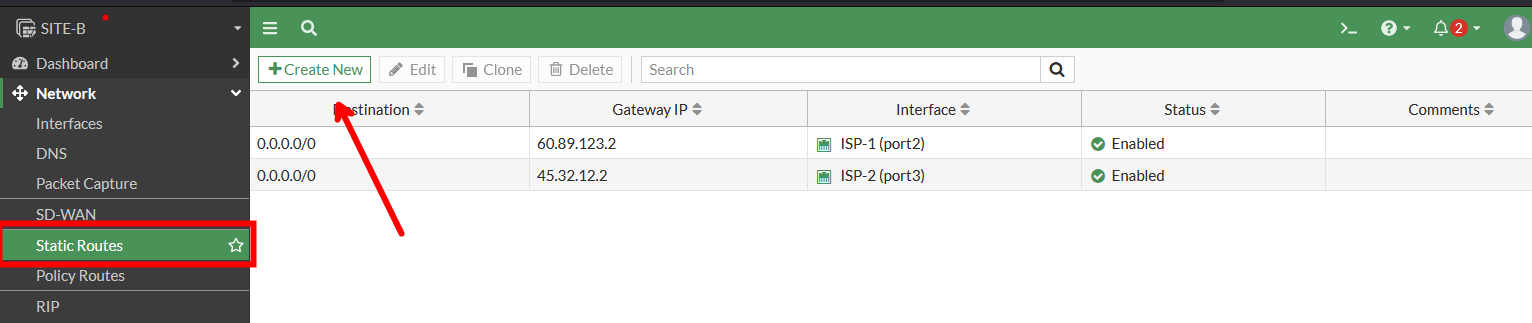 SITE-B
2
Dashboard
Create New Edit Clone Delete Search
Network
Destination Gateway IP Interface Status Comments
Interfaces
0.0.0.0/0 60.89.123.2 ISP-1 (port2) Enabled
DNS
0.0.0.0/0 45.32.12.2 ISP-2 (port3) Enabled
Packet Capture
SD-WAN
Static Routes
Policy Routes
RIP